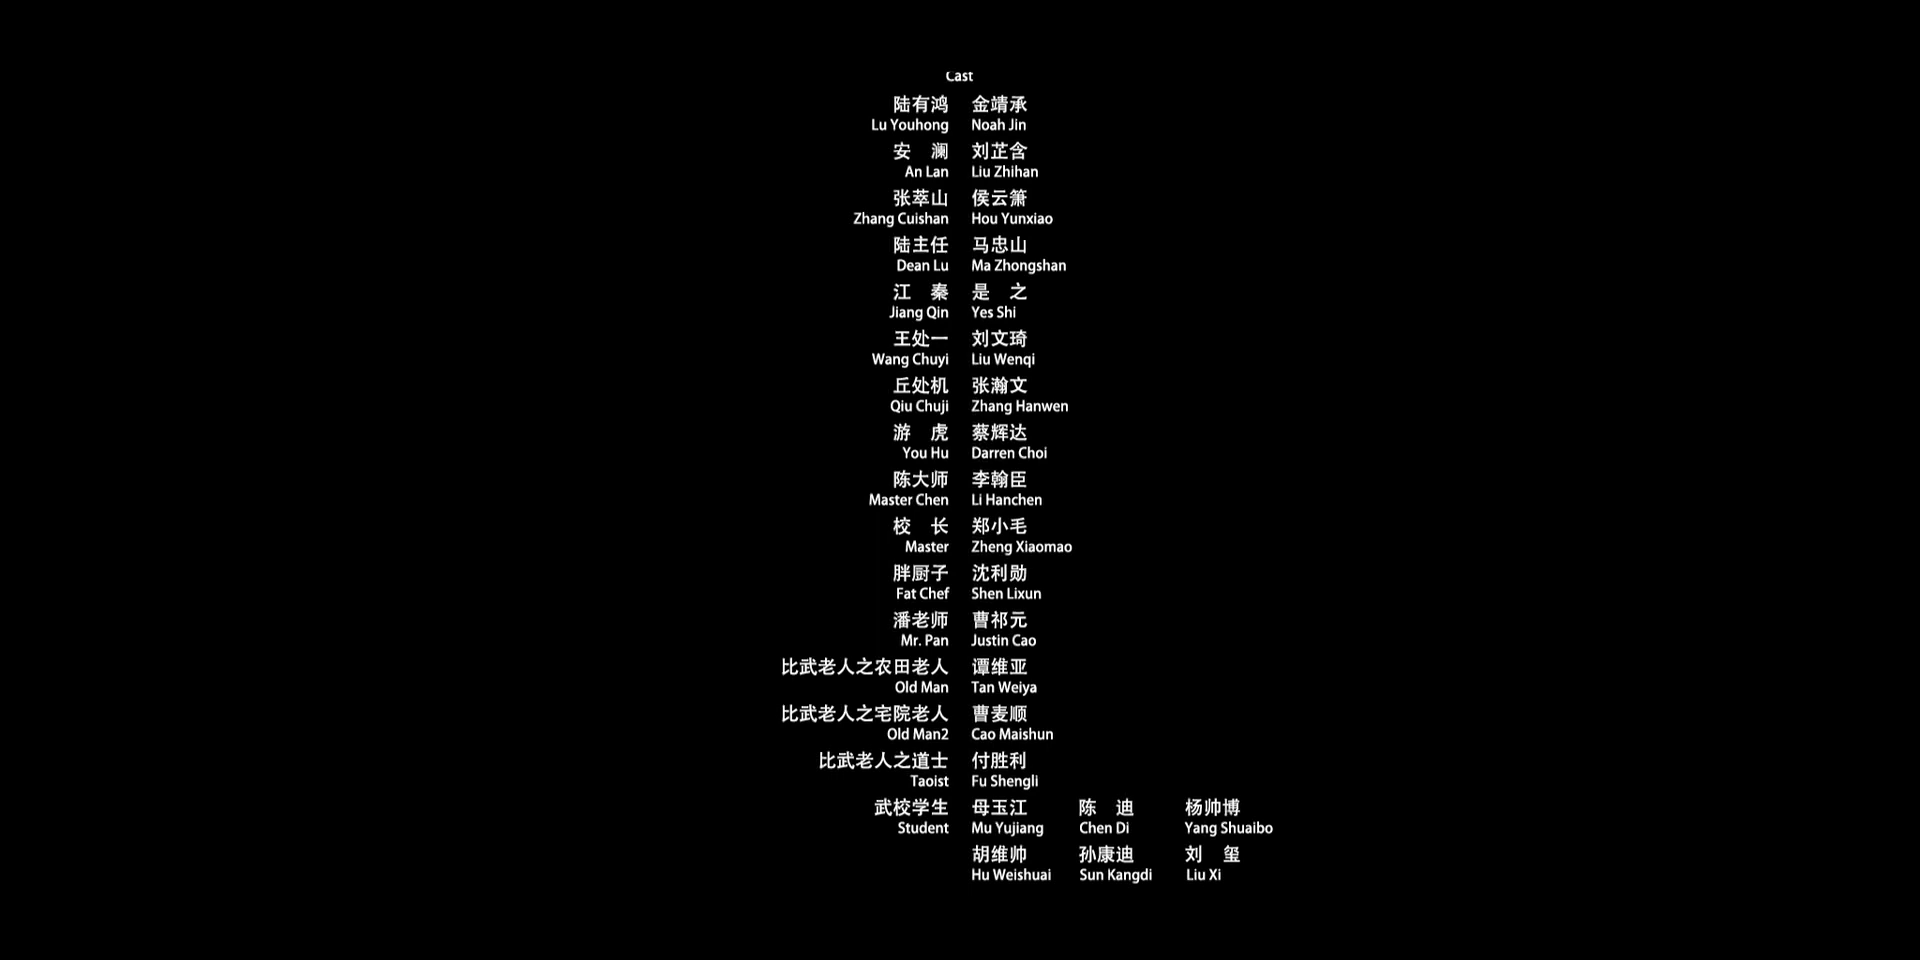 Cast
陆有鸿 金靖承
Lu Youhong Noah Jin
安 澜 刘芷含
An Lan Liu Zhihan
张萃山 侯云箫
Zhang Cuishan Hou Yunxiao
陆主任 马忠山
Dean Lu Ma Zhongshan
江 秦 是 之
Jiang Qin Yes Shi
王处一 刘文琦
Wang Chuyi Liu Wenqi
丘处机 张瀚文
Qiu Chuji Zhang Hanwen
游 虎 蔡辉达
You Hu Darren Choi
陈大师 李翰臣
Master Chen Li Hanchen
校 长 郑小毛
Master Zheng Xiaomao
胖厨子 沈利勋
Fat Chef Shen Lixun
潘老师 曹祁元
Mr. Pan Justin Cao
比武老人之农田老人 谭维亚
Old Man Tan Weiya
比武老人之宅院老人 曹麦顺
Old Man2 Cao Maishun
比武老人之道士 付胜利
Taoist Fu Shengli
武校学生 母玉江 陈 迪 杨帅博
Student Mu Yujiang Chen Di Yang Shuaibo
胡维帅 孙康迪 刘 玺
Hu Weishuai Sun Kangdi Liu Xi